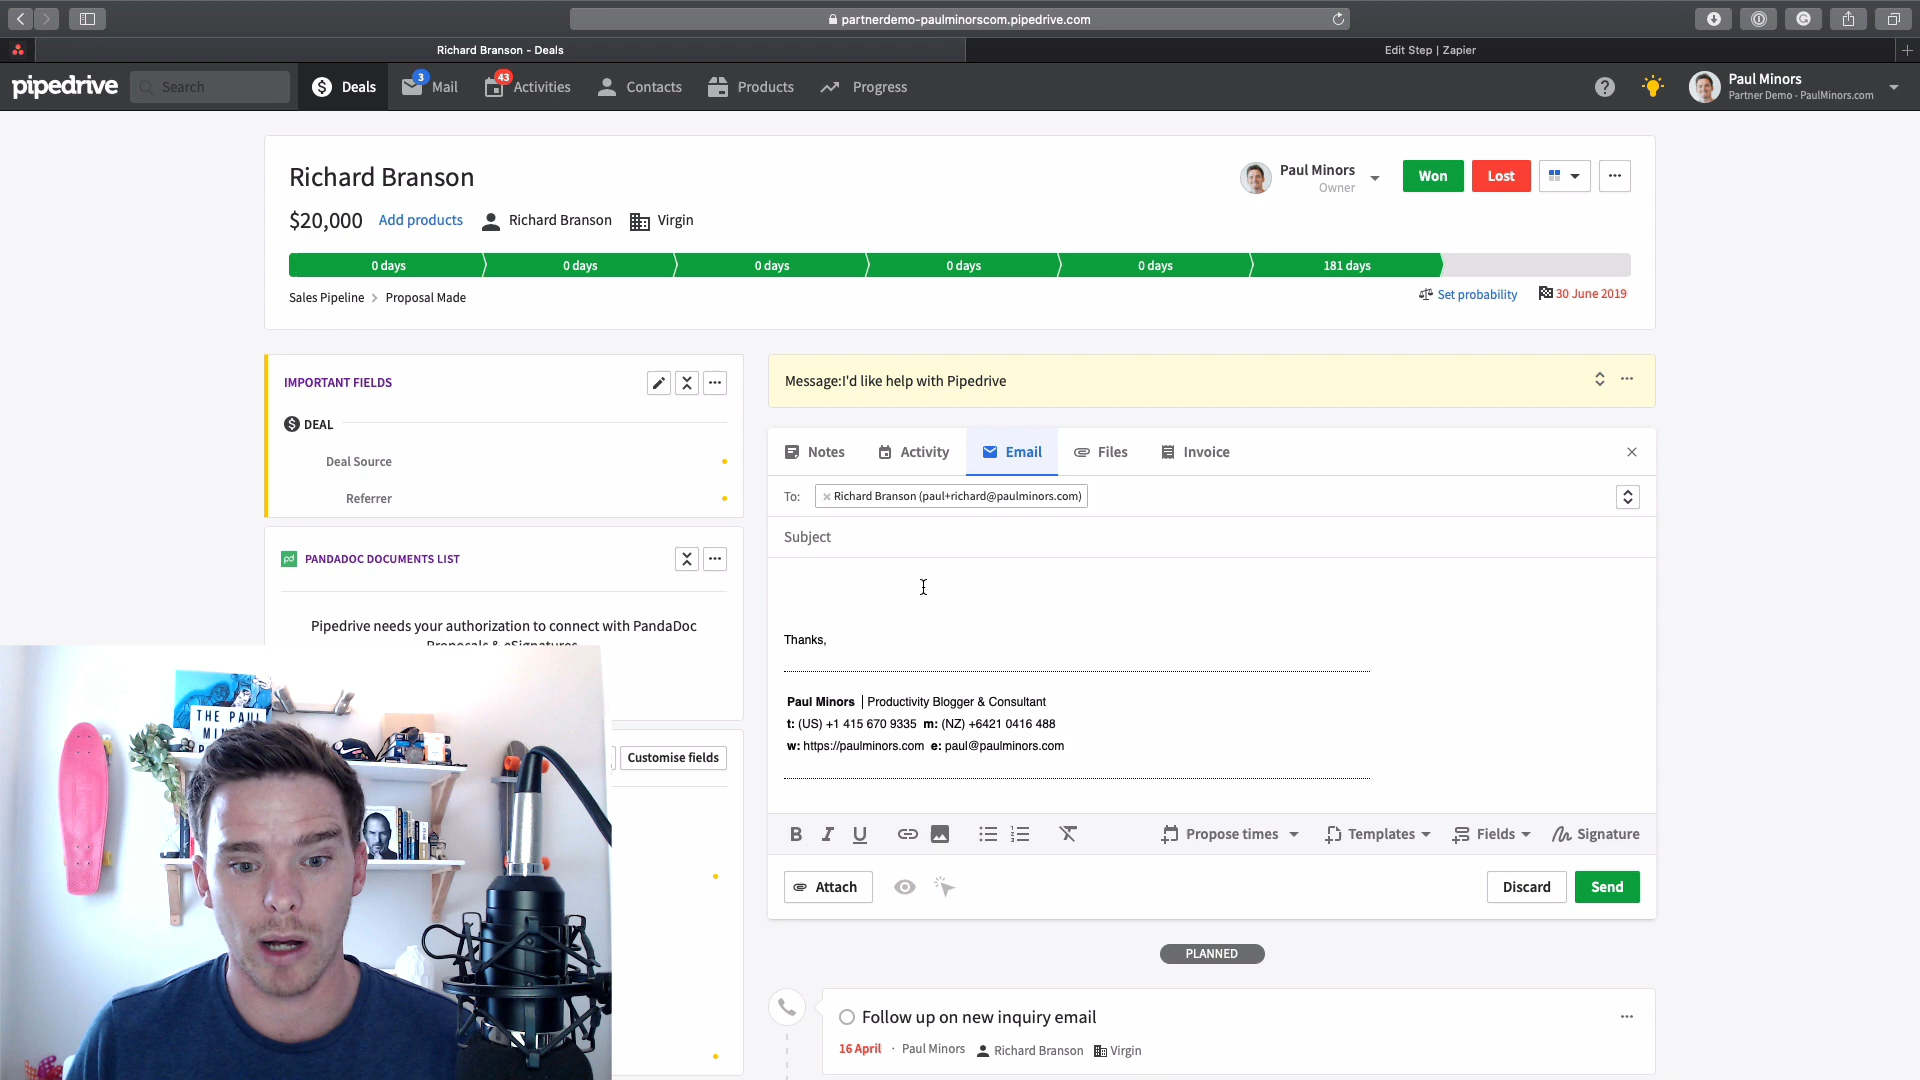 partnerdemo-paulminorscom.pipedrive.com
Richard Branson - Deals
Edit Step | Zapier
pipedrive
Search
Deals
3
Mail
43
Activities
Contacts
Products
Progress
Paul Minors
Partner Demo - PaulMinors.com
Richard Branson
Paul Minors
Owner
Won
Lost
$20,000
Add products
Richard Branson
Virgin
0 days
0 days
0 days
0 days
0 days
181 days
Sales Pipeline
Proposal Made
Set probability
30 June 2019
IMPORTANT FIELDS
DEAL
Deal Source
Referrer
PANDADOC DOCUMENTS LIST
Pipedrive needs your authorization to connect with PandaDoc
Proposals & eSignatures
Customise fields
THE PAUL
Message:I'd like help with Pipedrive
Notes
Activity
Email
Files
Invoice
To:
Richard Branson (paul+richard@paulminors.com)
Subject
Thanks,
Paul Minors | Productivity Blogger & Consultant
t: (US) +1 415 670 9335 m: (NZ) +6421 0416 488
w: https://paulminors.com e: paul@paulminors.com
B I U
Propose times
Templates
Fields
Signature
Attach
Discard
Send
PLANNED
Follow up on new inquiry email
16 April · Paul Minors
Richard Branson
Virgin